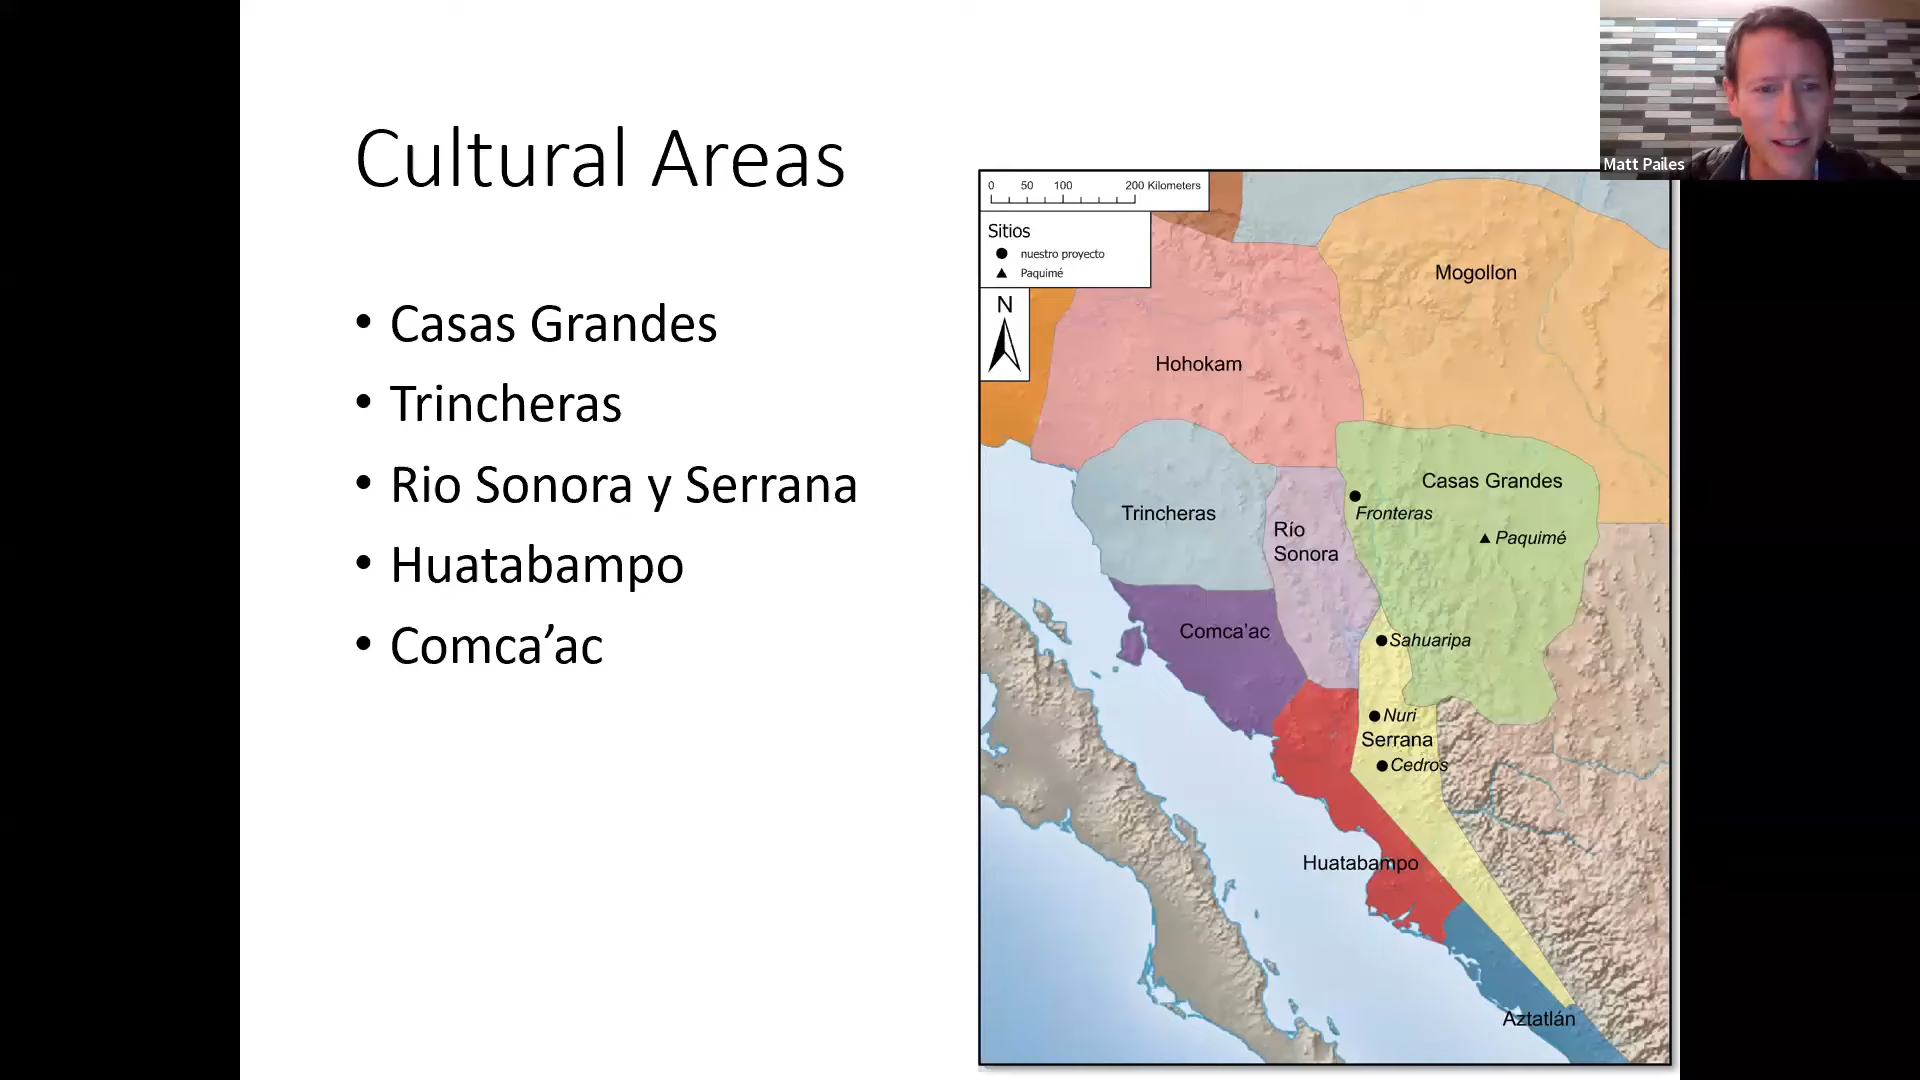 Cultural Areas
• Casas Grandes
• Trincheras
• Rio Sonora y Serrana
• Huatabampo
• Comca’ac
Matt Pailes
0 50 100 200 Kilometers
Sitios
nuestro proyecto
Paquimé
N
Mogollon
Hohokam
Casas Grandes
Fronteras
Trincheras
Río
Sonora
Paquimé
Comca’ac
Sahuaripa
Nuri
Serrana
Cedros
Huatabampo
Aztatlán